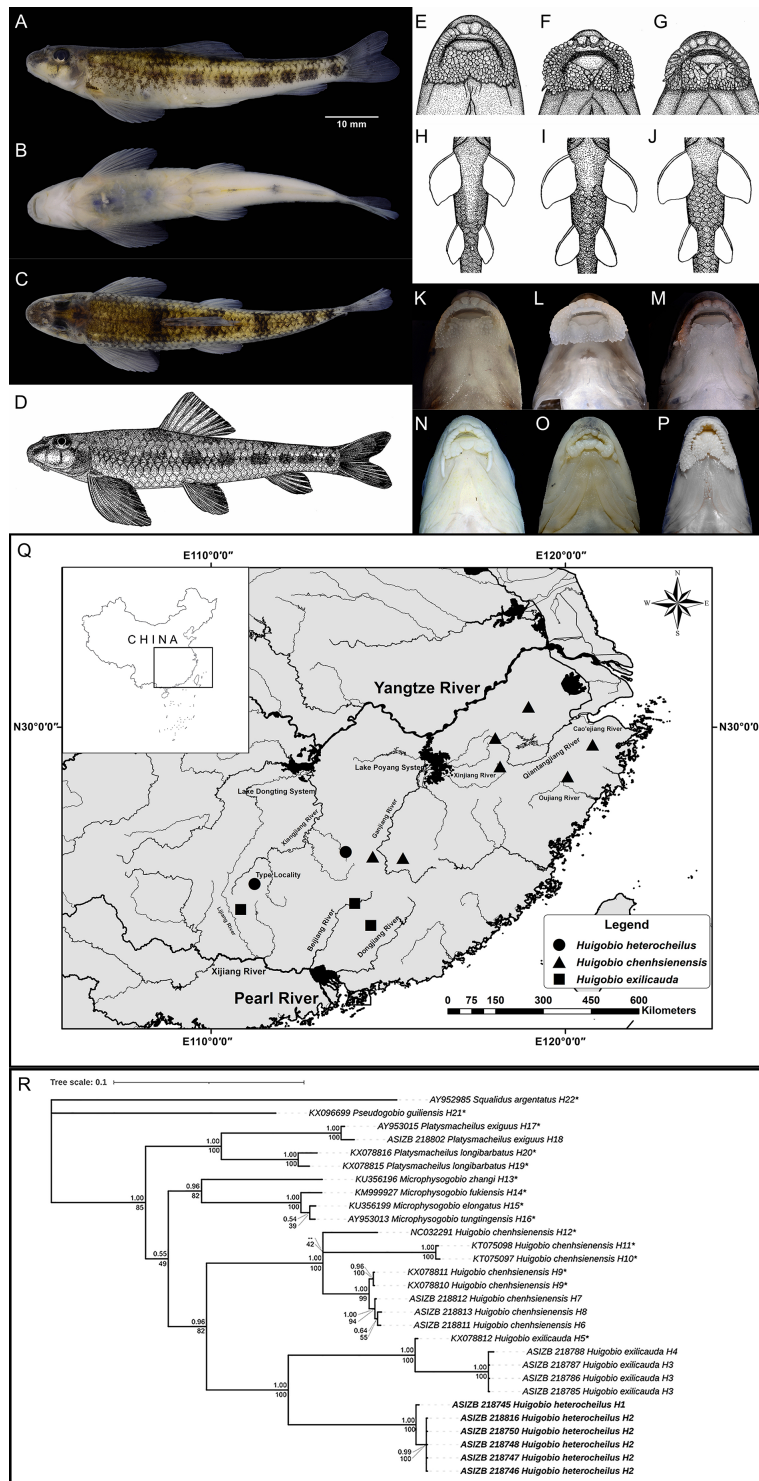 A
10 mm
B
C
D
E
F
G
H
I
J
K
L
M
N
O
P
Q
E110°0'0"
E120°0'0"
CHINA
N
W
E
S
Yangtze River
N30°0'0"
N30°0'0"
Cao'ejiang River
Lake Poyang System
Xinjiang River
Qiantangjiang River
Lake Dongting System
Oujiang River
Xiangjiang River
Ganjiang River
Type Locality
Lijiang River
Beijiang River
Dongjiang River
Xijiang River
Pearl River
Legend
Huigobio heterocheilus
Huigobio chenhsienensis
Huigobio exilicauda
0 75 150 300 450 600
Kilometers
E110°0'0"
E120°0'0"
R
Tree scale: 0.1
AY952985 Squalidus argentatus H22*
KX096699 Pseudogobio guiliensis H21*
AY953015 Platysmacheilus exiguus H17*
1.00
100
ASIZB 218802 Platysmacheilus exiguus H18
1.00
100
KX078816 Platysmacheilus longibarbatus H20*
1.00
100
KX078815 Platysmacheilus longibarbatus H19*
1.00
85
KU356196 Microphysogobio zhangi H13*
0.96
82
KM999927 Microphysogobio fukiensis H14*
1.00
100
KU356199 Microphysogobio elongatus H15*
0.54
39
AY953013 Microphysogobio tungtingensis H16*
NC032291 Huigobio chenhsienensis H12*
--
42
KT075098 Huigobio chenhsienensis H11*
1.00
100
KT075097 Huigobio chenhsienensis H10*
0.55
49
1.00
100
KX078811 Huigobio chenhsienensis H9*
0.96
100
KX078810 Huigobio chenhsienensis H9*
1.00
99
ASIZB 218812 Huigobio chenhsienensis H7
1.00
94
ASIZB 218813 Huigobio chenhsienensis H8
0.64
55
ASIZB 218811 Huigobio chenhsienensis H6
0.96
82
KX078812 Huigobio exilicauda H5*
1.00
100
ASIZB 218788 Huigobio exilicauda H4
ASIZB 218787 Huigobio exilicauda H3
1.00
100
ASIZB 218786 Huigobio exilicauda H3
ASIZB 218785 Huigobio exilicauda H3
1.00
100
ASIZB 218745 Huigobio heterocheilus H1
ASIZB 218816 Huigobio heterocheilus H2
1.00
100
ASIZB 218750 Huigobio heterocheilus H2
ASIZB 218748 Huigobio heterocheilus H2
0.99
100
ASIZB 218747 Huigobio heterocheilus H2
ASIZB 218746 Huigobio heterocheilus H2